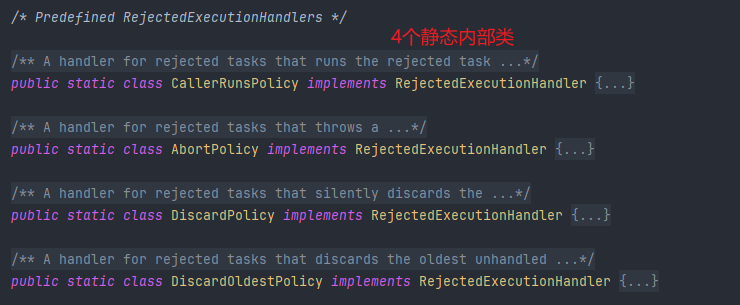 /* Predefined RejectedExecutionHandlers */
4个静态内部类
/** A handler for rejected tasks that runs the rejected task ...*/
public static class CallerRunsPolicy implements RejectedExecutionHandler {...}
/** A handler for rejected tasks that throws a ...*/
public static class AbortPolicy implements RejectedExecutionHandler {...}
/** A handler for rejected tasks that silently discards the ...*/
public static class DiscardPolicy implements RejectedExecutionHandler {...}
/** A handler for rejected tasks that discards the oldest unhandled ...*/
public static class DiscardOldestPolicy implements RejectedExecutionHandler {...}